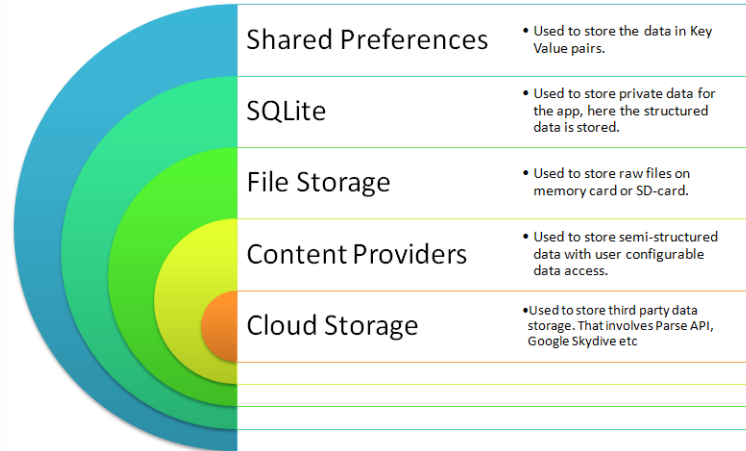 Shared Preferences
• Used to store the data in Key
Value pairs.
SQLite
• Used to store private data for
the app, here the structured
data is stored.
File Storage
• Used to store raw files on
memory card or SD-card.
Content Providers
• Used to store semi-structured
data with user configurable
data access.
Cloud Storage
•Used to store third party data
storage. That involves Parse API,
Google Skydive etc